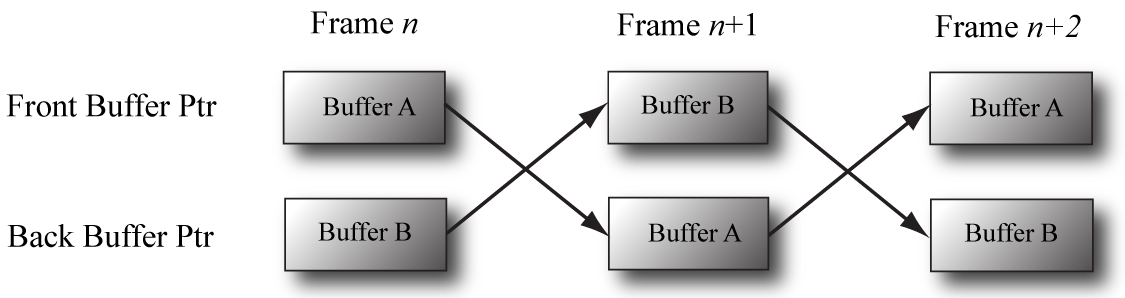 Frame n
Frame n+1
Frame n+2
Front Buffer Ptr
Buffer A
Buffer B
Buffer A
Back Buffer Ptr
Buffer B
Buffer A
Buffer B